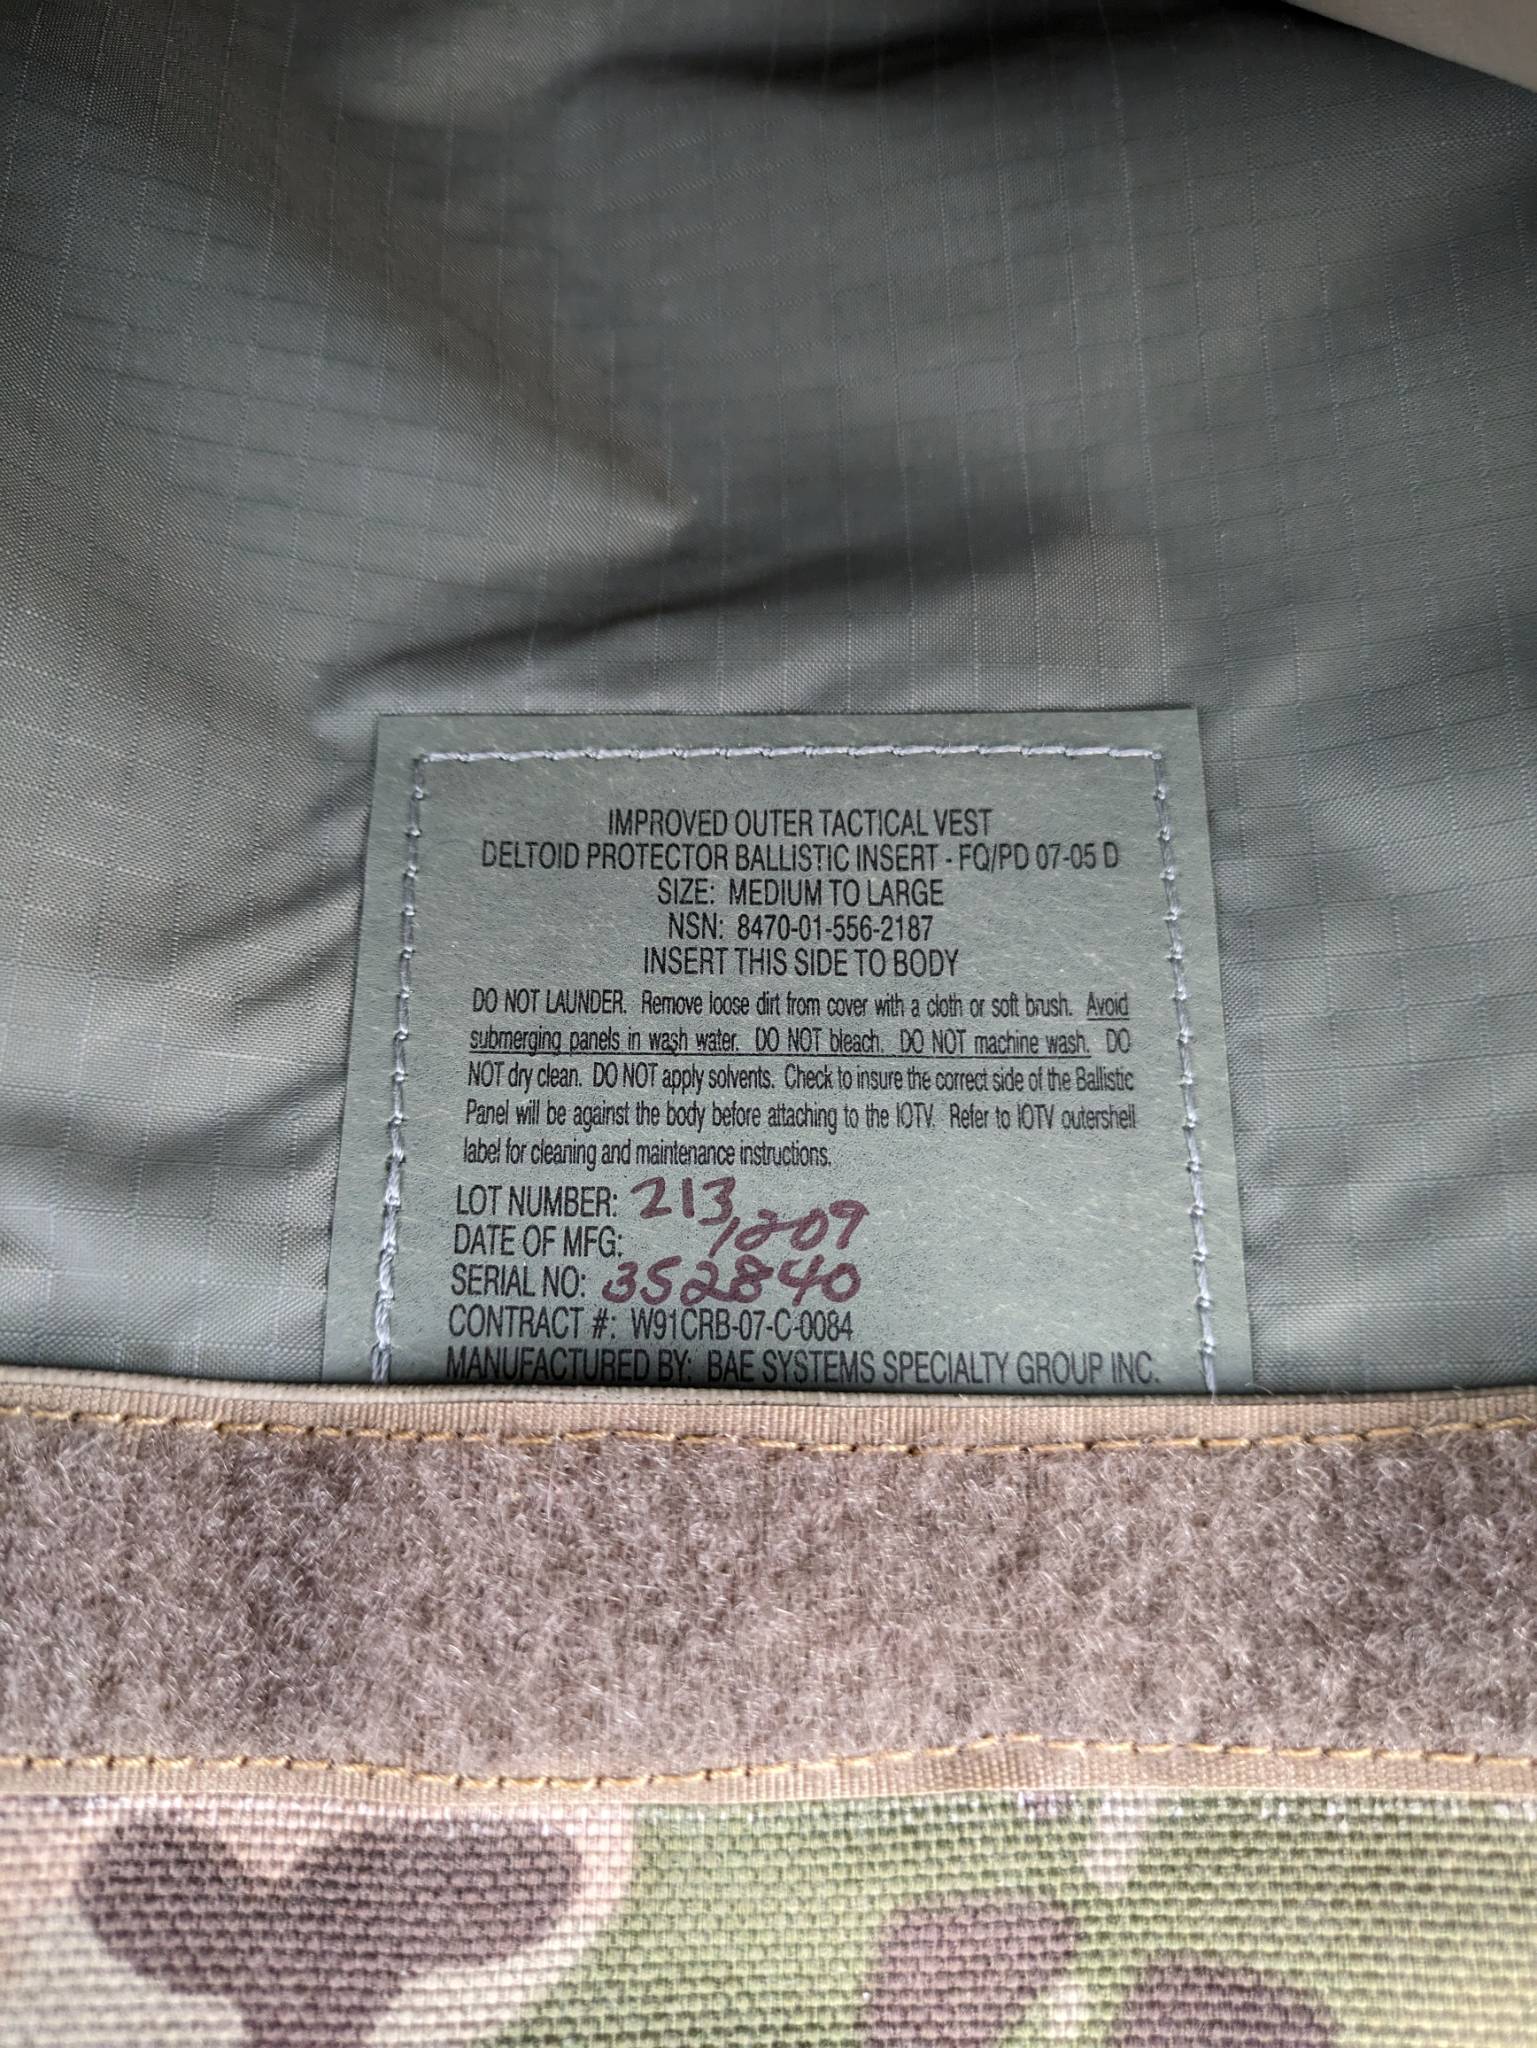 IMPROVED OUTER TACTICAL VEST
DELTOID PROTECTOR BALLISTIC INSERT - FQ/PD 07-05 D
SIZE: MEDIUM TO LARGE
NSN: 8470-01-556-2187
INSERT THIS SIDE TO BODY
DO NOT LAUNDER. Remove loose dirt from cover with a cloth or soft brush. Avoid
submerging panels in wash water. DO NOT bleach. DO NOT machine wash. DO
NOT dry clean. DO NOT apply solvents. Check to insure the correct side of the Ballistic
Panel will be against the body before attaching to the IOTV. Refer to IOTV outershell
label for cleaning and maintenance instructions.
LOT NUMBER: 213
DATE OF MFG: 1209
SERIAL NO: 352840
CONTRACT #: W91CRB-07-C-0084
MANUFACTURED BY: BAE SYSTEMS SPECIALTY GROUP INC.